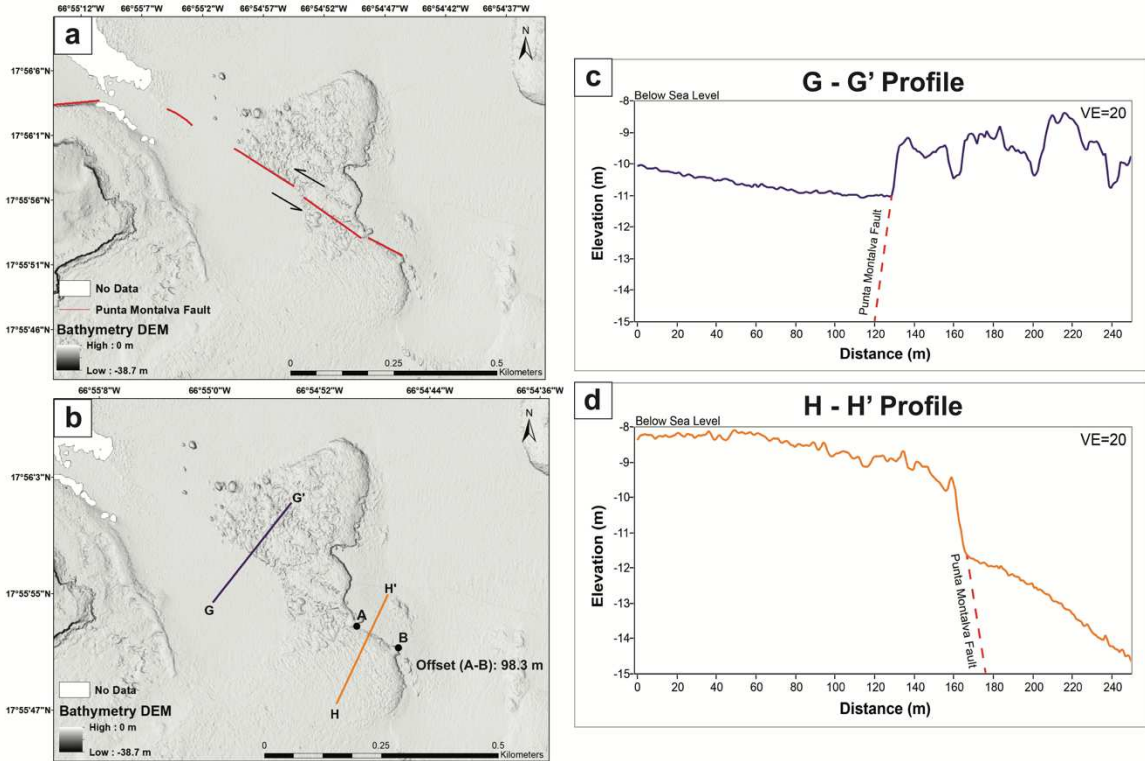 a
66°55'12"W 66°55'7"W 66°55'2"W 66°54'57"W 66°54'52"W 66°54'47"W 66°54'42"W 66°54'37"W
N
17°56'6"N
17°56'1"N
17°55'56"N
17°55'51"N
17°55'46"N
No Data
Punta Montalva Fault
Bathymetry DEM
High : 0 m
Low : -38.7 m
0 0.25 0.5
Kilometers
b
66°55'8"W 66°55'0"W 66°54'52"W 66°54'44"W 66°54'36"W
N
17°56'3"N
17°55'55"N
17°55'47"N
G'
G
H'
A
B
Offset (A-B): 98.3 m
H
No Data
Bathymetry DEM
High : 0 m
Low : -38.7 m
0 0.25 0.5
Kilometers
c
G - G' Profile
Below Sea Level
VE=20
-8
-9
-10
-11
-12
-13
-14
-15
Elevation (m)
Punta Montalva Fault
0 20 40 60 80 100 120 140 160 180 200 220 240
Distance (m)
d
H - H' Profile
Below Sea Level
VE=20
-8
-9
-10
-11
-12
-13
-14
-15
Elevation (m)
Punta Montalva Fault
0 20 40 60 80 100 120 140 160 180 200 220 240
Distance (m)